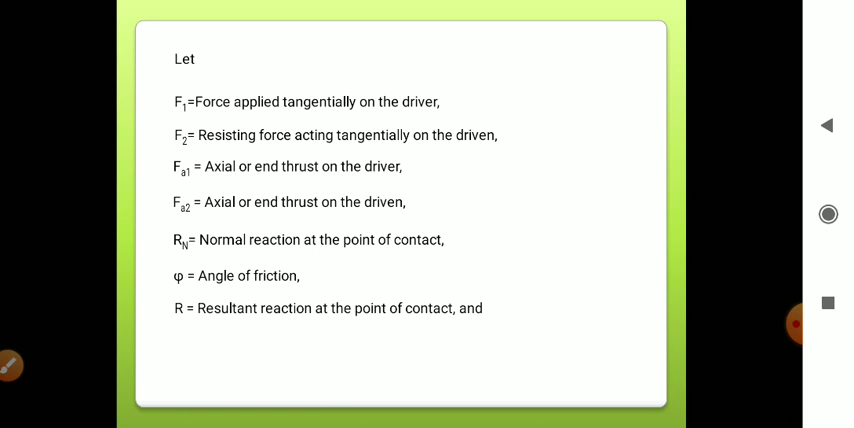 Let
F₁=Force applied tangentially on the driver,
F₂= Resisting force acting tangentially on the driven,
Fₐ₁ = Axial or end thrust on the driver,
Fₐ₂ = Axial or end thrust on the driven,
R_N= Normal reaction at the point of contact,
φ = Angle of friction,
R = Resultant reaction at the point of contact, and